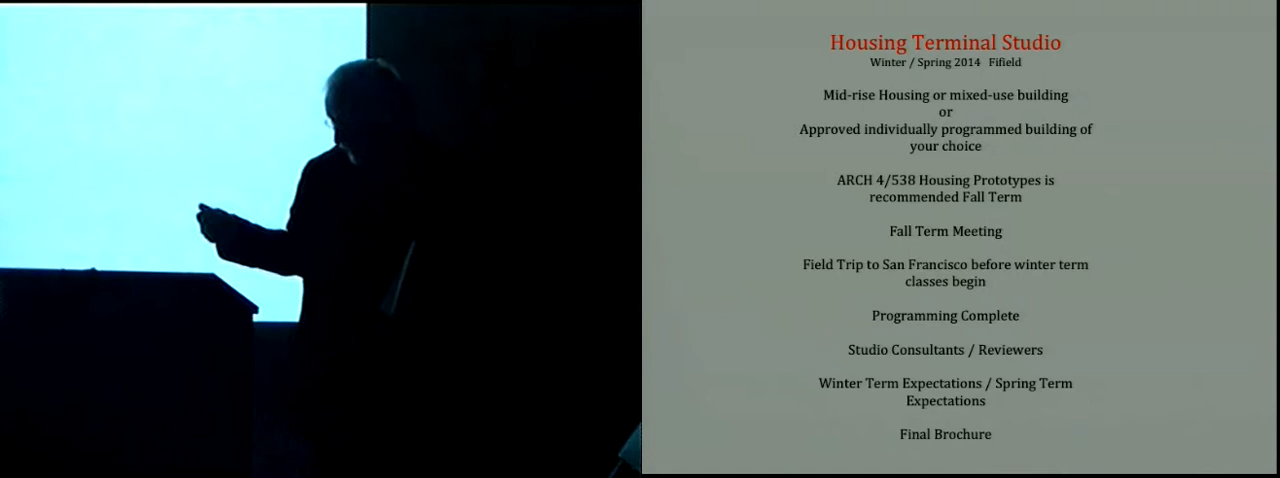 Housing Terminal Studio
Winter / Spring 2014 Fifield
Mid-rise Housing or mixed-use building
or
Approved individually programmed building of
your choice
ARCH 4/538 Housing Prototypes is
recommended Fall Term
Fall Term Meeting
Field Trip to San Francisco before winter term
classes begin
Programming Complete
Studio Consultants / Reviewers
Winter Term Expectations / Spring Term
Expectations
Final Brochure